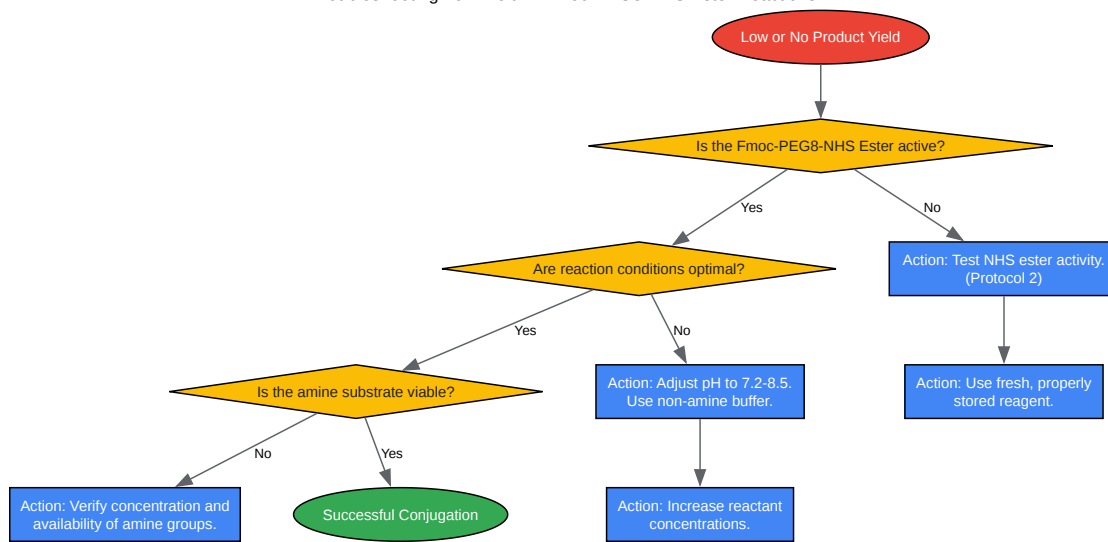 Low or No Product Yield
Is the Fmoc-PEG8-NHS Ester active?
Yes
No
Are reaction conditions optimal?
Action: Test NHS ester activity.
(Protocol 2)
Yes
No
Is the amine substrate viable?
Action: Adjust pH to 7.2-8.5.
Use non-amine buffer.
Action: Use fresh, properly
stored reagent.
No
Yes
Action: Verify concentration and
availability of amine groups.
Successful Conjugation
Action: Increase reactant
concentrations.